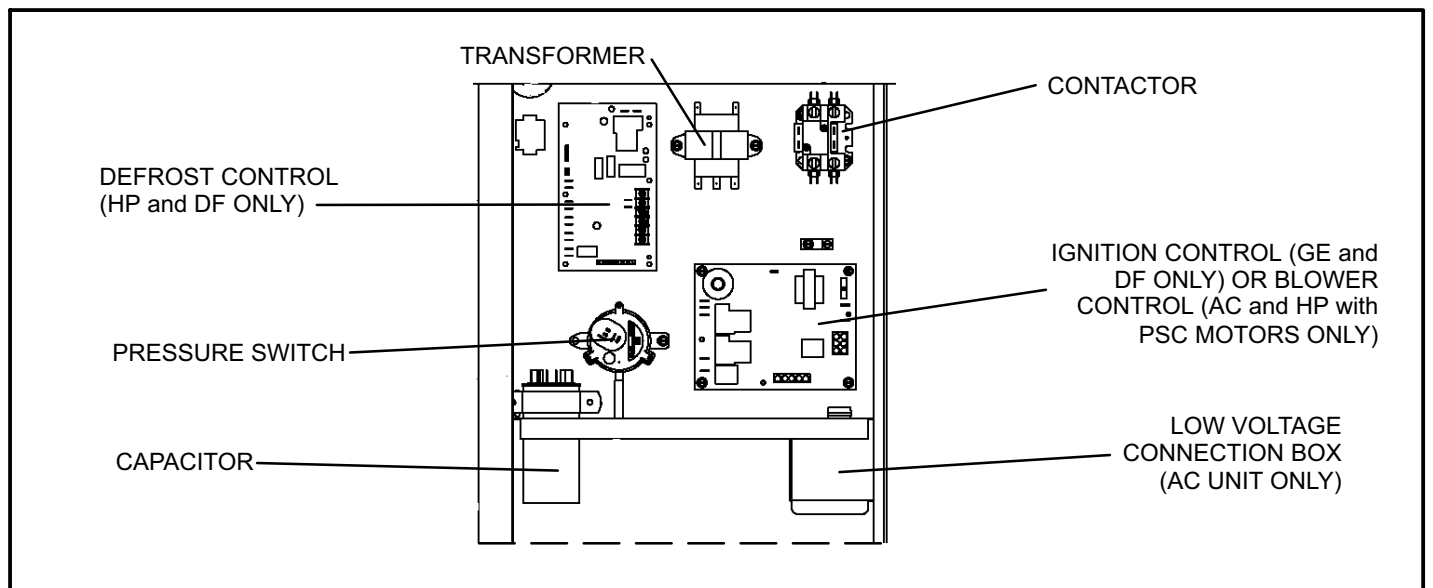 TRANSFORMER
CONTACTOR
DEFROST CONTROL
(HP and DF ONLY)
IGNITION CONTROL (GE and
DF ONLY) OR BLOWER
CONTROL (AC and HP with
PSC MOTORS ONLY)
PRESSURE SWITCH
LOW VOLTAGE
CONNECTION BOX
(AC UNIT ONLY)
CAPACITOR